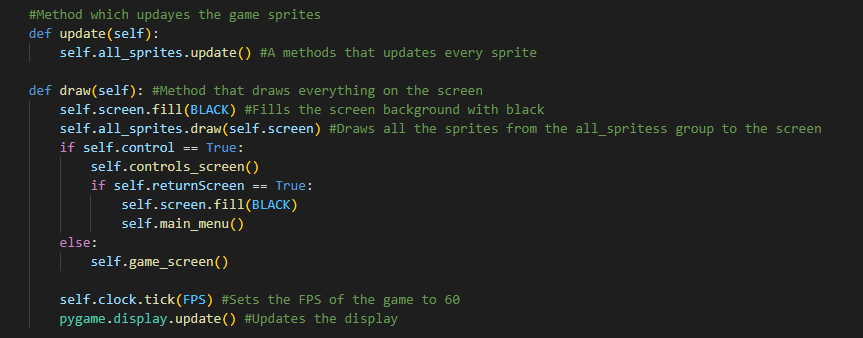 #Method which updayes the game sprites
def update(self):
    self.all_sprites.update() #A methods that updates every sprite

def draw(self): #Method that draws everything on the screen
    self.screen.fill(BLACK) #Fills the screen background with black
    self.all_sprites.draw(self.screen) #Draws all the sprites from the all_spritess group to the screen
    if self.control == True:
        self.controls_screen()
        if self.returnScreen == True:
            self.screen.fill(BLACK)
            self.main_menu()
    else:
        self.game_screen()

    self.clock.tick(FPS) #Sets the FPS of the game to 60
    pygame.display.update() #Updates the display